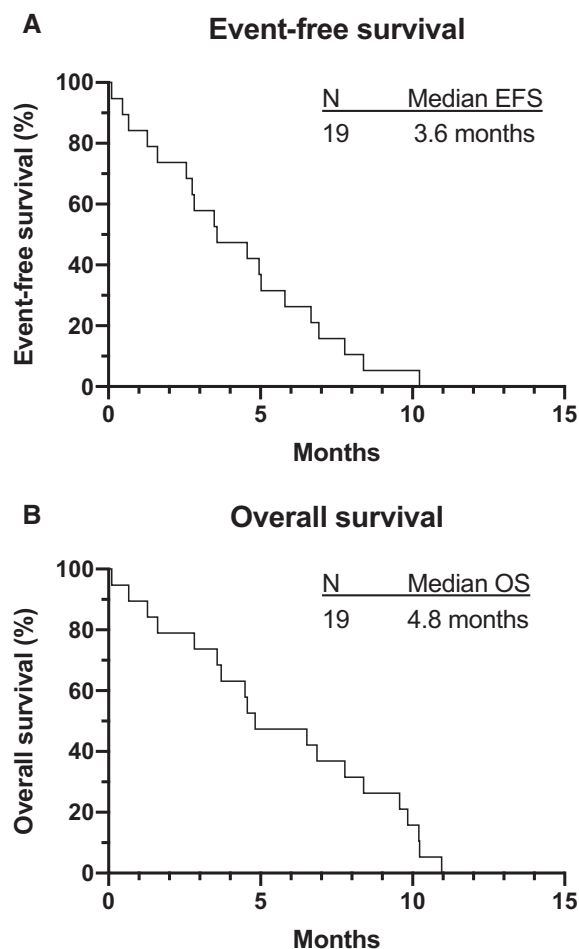 A
Event-free survival
Event-free survival (%)
100
80
60
40
20
0
N Median EFS
19 3.6 months
0 5 10 15
Months
B
Overall survival
Overall survival (%)
100
80
60
40
20
0
N Median OS
19 4.8 months
0 5 10 15
Months